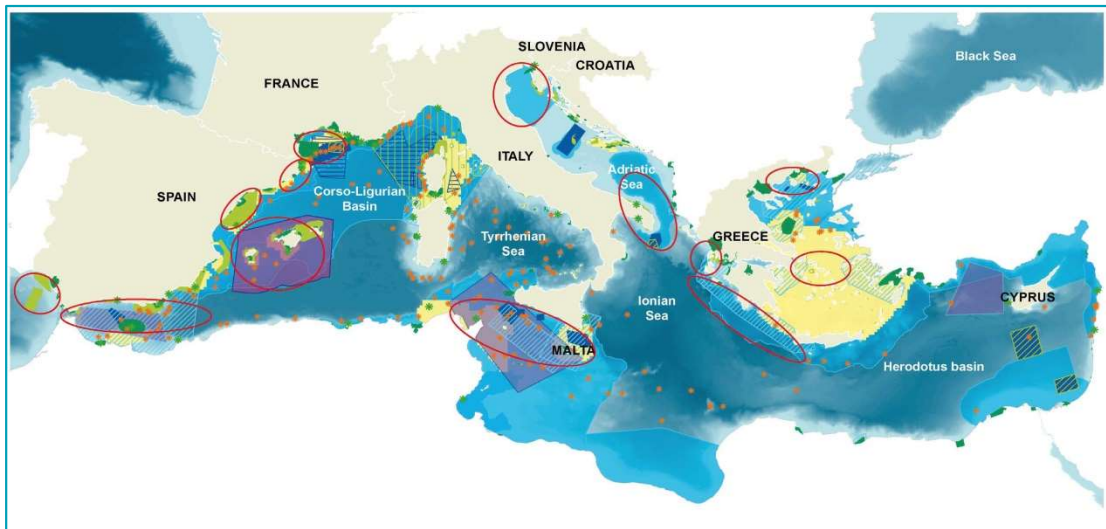 SLOVENIA
CROATIA
Black Sea
FRANCE
ITALY
Adriatic
Sea
SPAIN
Corso-Ligurian
Basin
Tyrrhenian
Sea
GREECE
Ionian
Sea
CYPRUS
MALTA
Herodotus basin